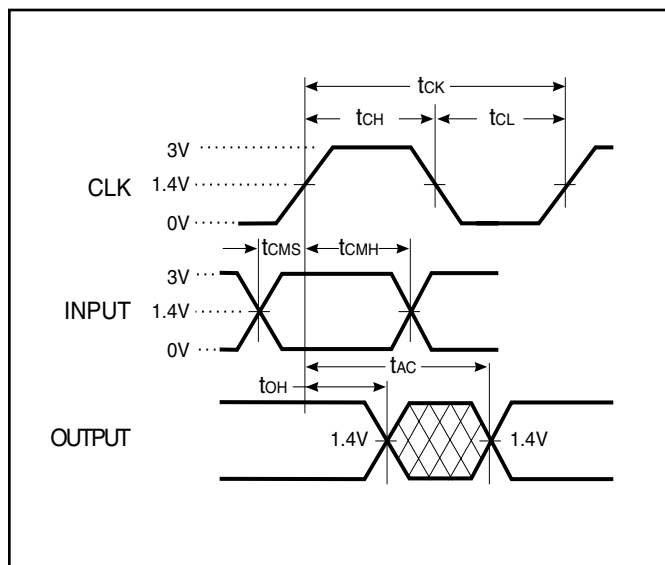 tCK
tCH tCL
3V
CLK 1.4V
0V
tCMS tCMH
3V
INPUT 1.4V
0V
tAC
tOH
OUTPUT 1.4V 1.4V